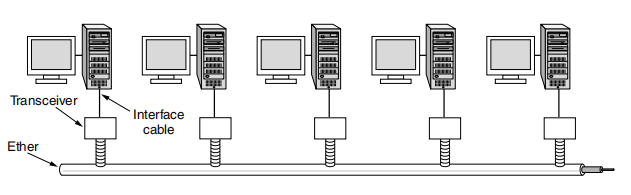 Transceiver
Interface
cable
Ether